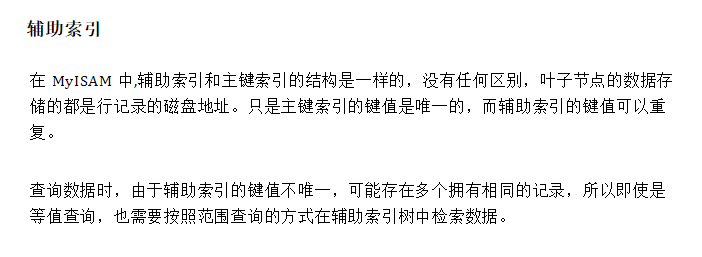 辅助索引
在 MyISAM 中,辅助索引和主键索引的结构是一样的，没有任何区别，叶子节点的数据存
储的都是行记录的磁盘地址。只是主键索引的键值是唯一的，而辅助索引的键值可以重
复。
查询数据时，由于辅助索引的键值不唯一，可能存在多个拥有相同的记录，所以即使是
等值查询，也需要按照范围查询的方式在辅助索引树中检索数据。